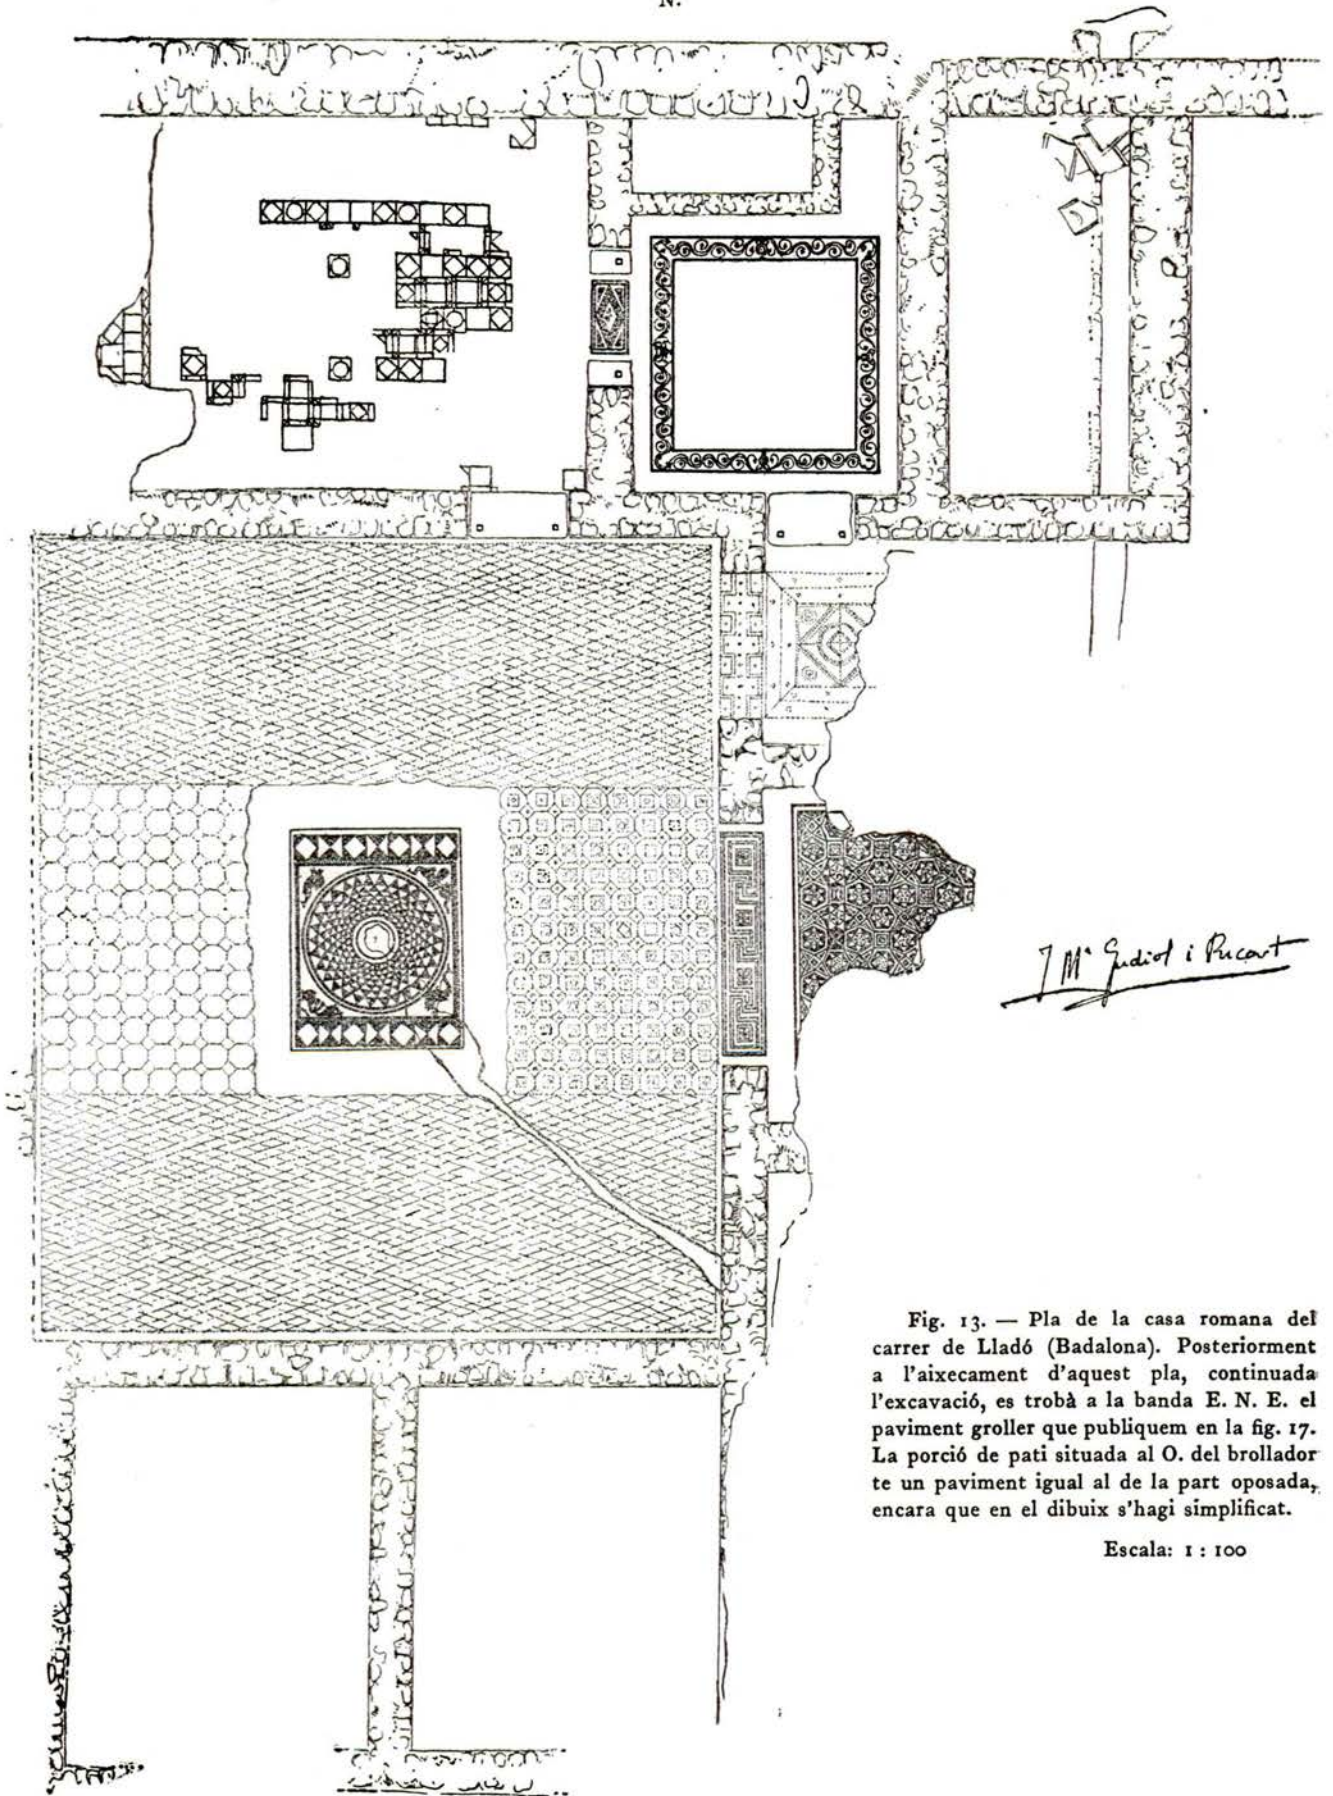 N.
J Mª Gudiol i Ricart
Fig. 13. — Pla de la casa romana del
carrer de Lladó (Badalona). Posteriorment
a l'aixecament d'aquest pla, continuada
l'excavació, es trobà a la banda E. N. E. el
paviment groller que publiquem en la fig. 17.
La porció de pati situada al O. del brollador
te un paviment igual al de la part oposada,
encara que en el dibuix s'hagi simplificat.
Escala: 1 : 100